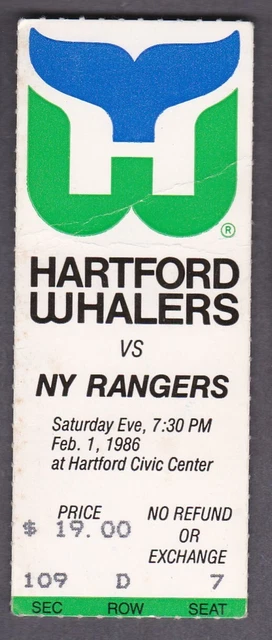 ®
HARTFORD
WHALERS
VS
NY RANGERS
Saturday Eve, 7:30 PM
Feb. 1, 1986
at Hartford Civic Center
PRICE
$ 19.00
NO REFUND
OR
EXCHANGE
109 D 7
SEC ROW SEAT